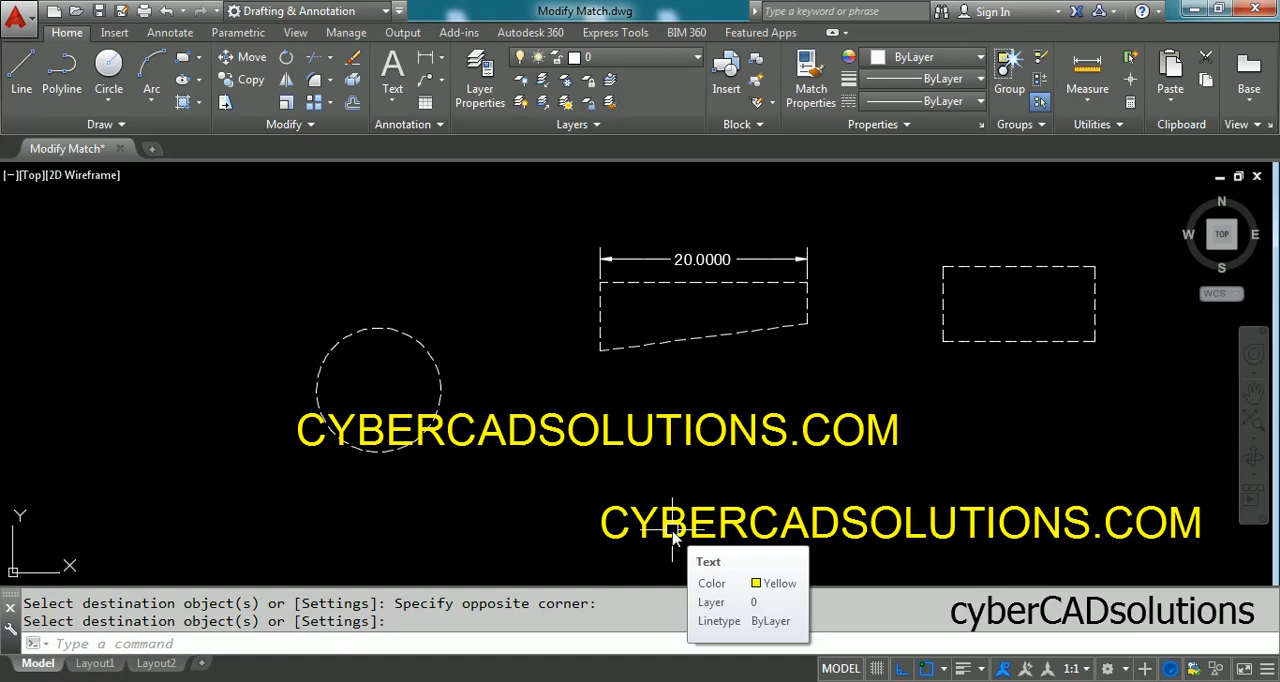 Drafting & Annotation
Modify Match.dwg
Type a keyword or phrase
Sign In
Home Insert Annotate Parametric View Manage Output Add-ins Autodesk 360 Express Tools BIM 360 Featured Apps
Line Polyline Circle Arc
Move
Copy
Text
Layer Properties
0
Insert
Match Properties
ByLayer
ByLayer
ByLayer
Group
Measure
Paste
Base
Draw Modify Annotation Layers Block Properties Groups Utilities Clipboard View
Modify Match*
[−][Top][2D Wireframe]
N
W TOP E
S
WCS
20.0000
CYBERCADSOLUTIONS.COM
CYBERCADSOLUTIONS.COM
Text
Color Yellow
Layer 0
Linetype ByLayer
Y
X
Select destination object(s) or [Settings]: Specify opposite corner:
Select destination object(s) or [Settings]:
Type a command
cyberCADsolutions
Model Layout1 Layout2
MODEL 1:1